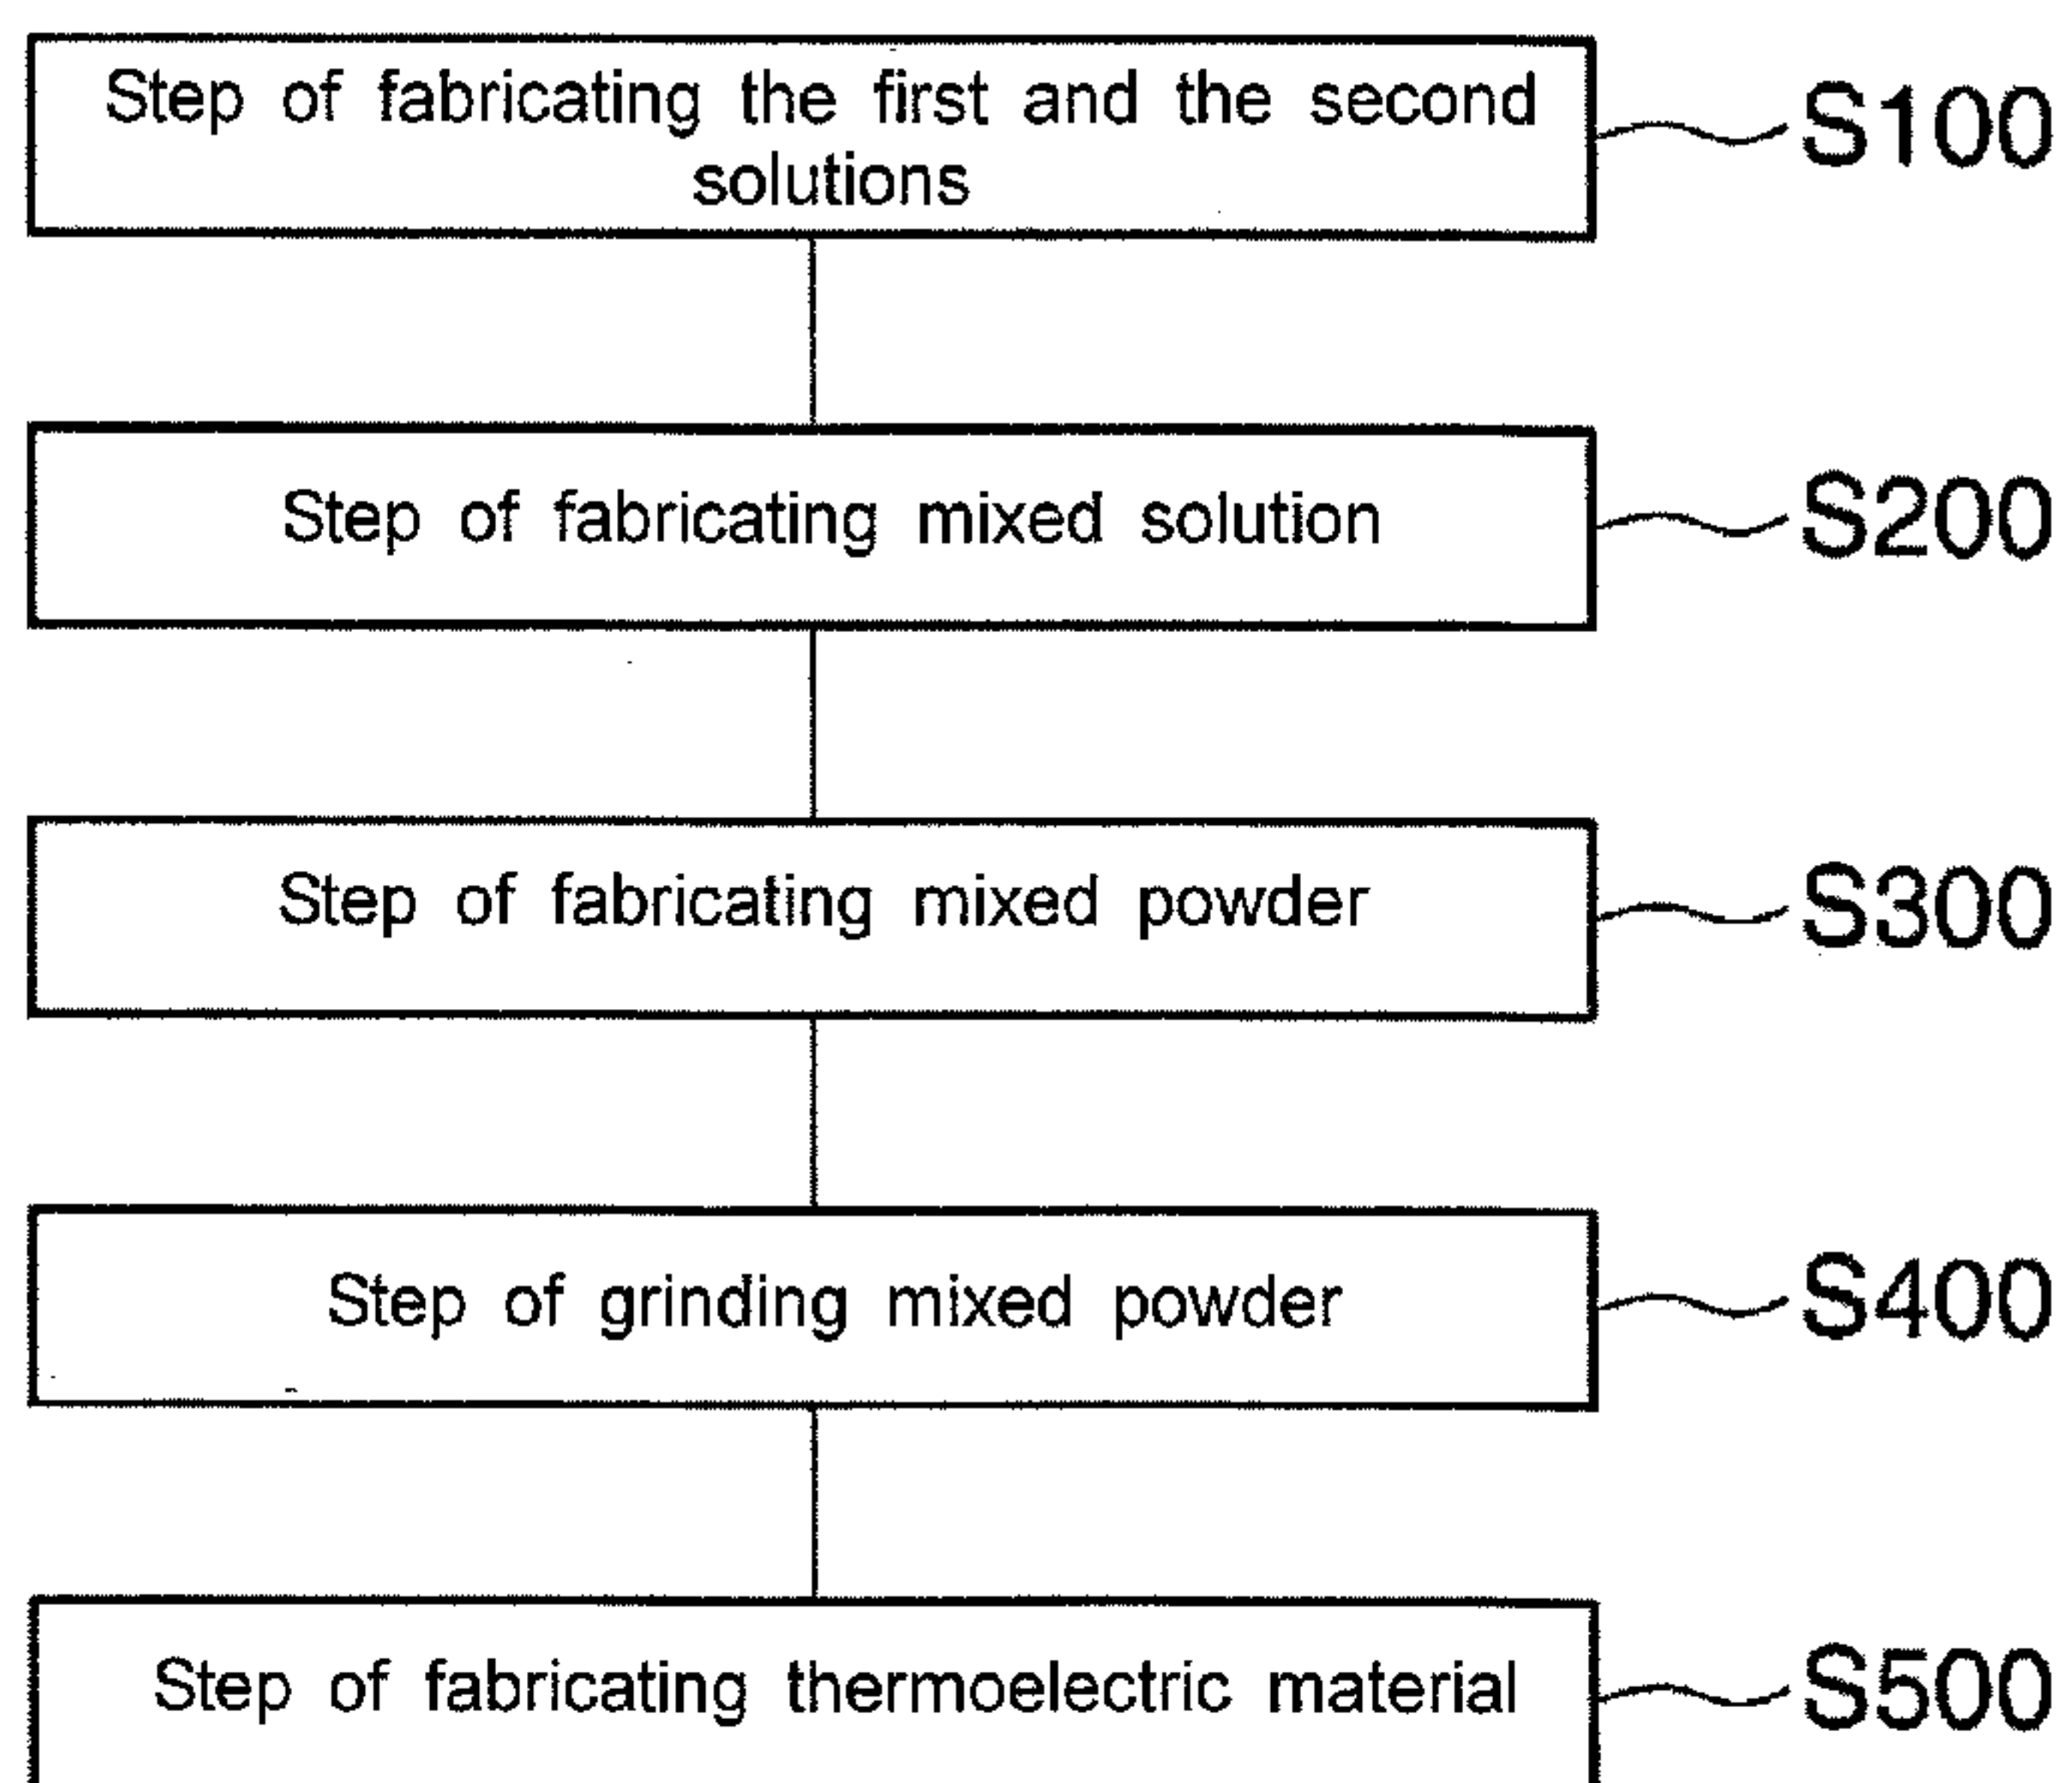 Step of fabricating the first and the second
solutions
S100
Step of fabricating mixed solution
S200
Step of fabricating mixed powder
S300
Step of grinding mixed powder
S400
Step of fabricating thermoelectric material
S500